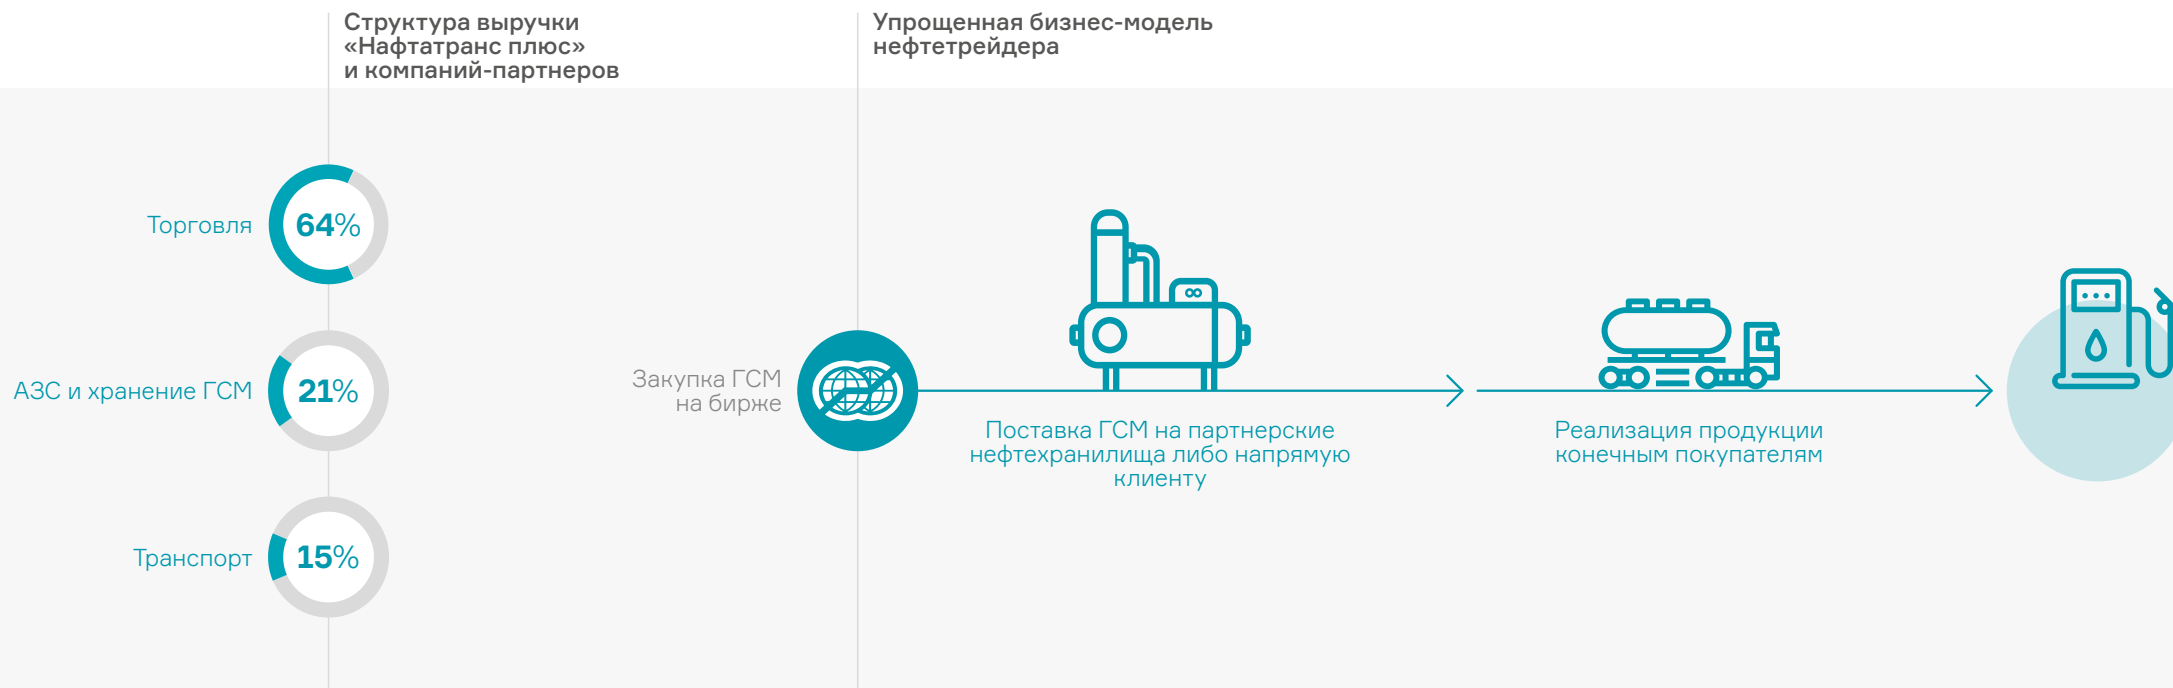 Структура выручки
«Нафтатранс плюс»
и компаний-партнеров
Торговля
64%
АЗС и хранение ГСМ
21%
Транспорт
15%
Упрощенная бизнес-модель
нефтетрейдера
Закупка ГСМ
на бирже
Поставка ГСМ на партнерские
нефтехранилища либо напрямую
клиенту
Реализация продукции
конечным покупателям